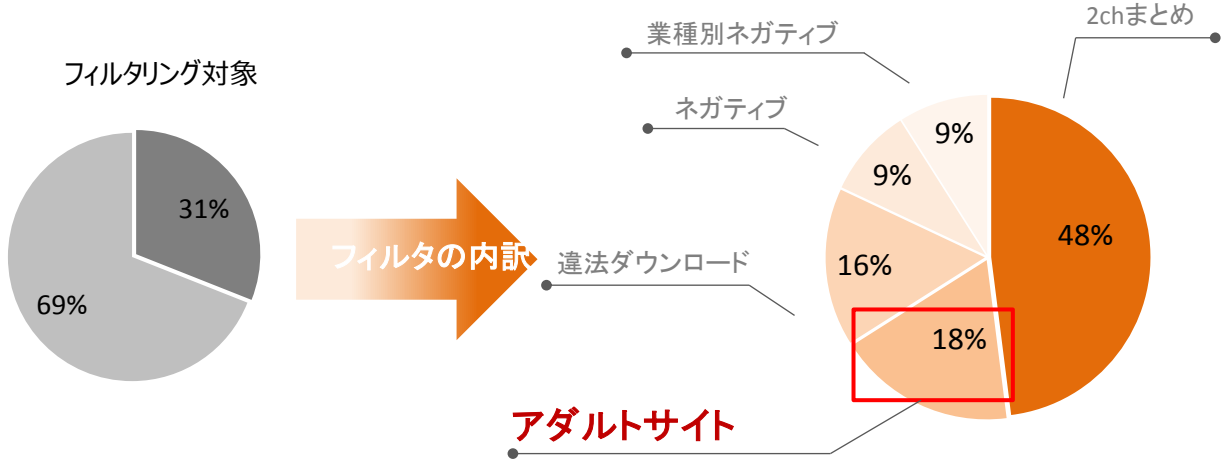 2chまとめ
業種別ネガティブ
フィルタリング対象
ネガティブ
9%
9%
31%
48%
フィルタの内訳
違法ダウンロード
16%
69%
18%
アダルトサイト